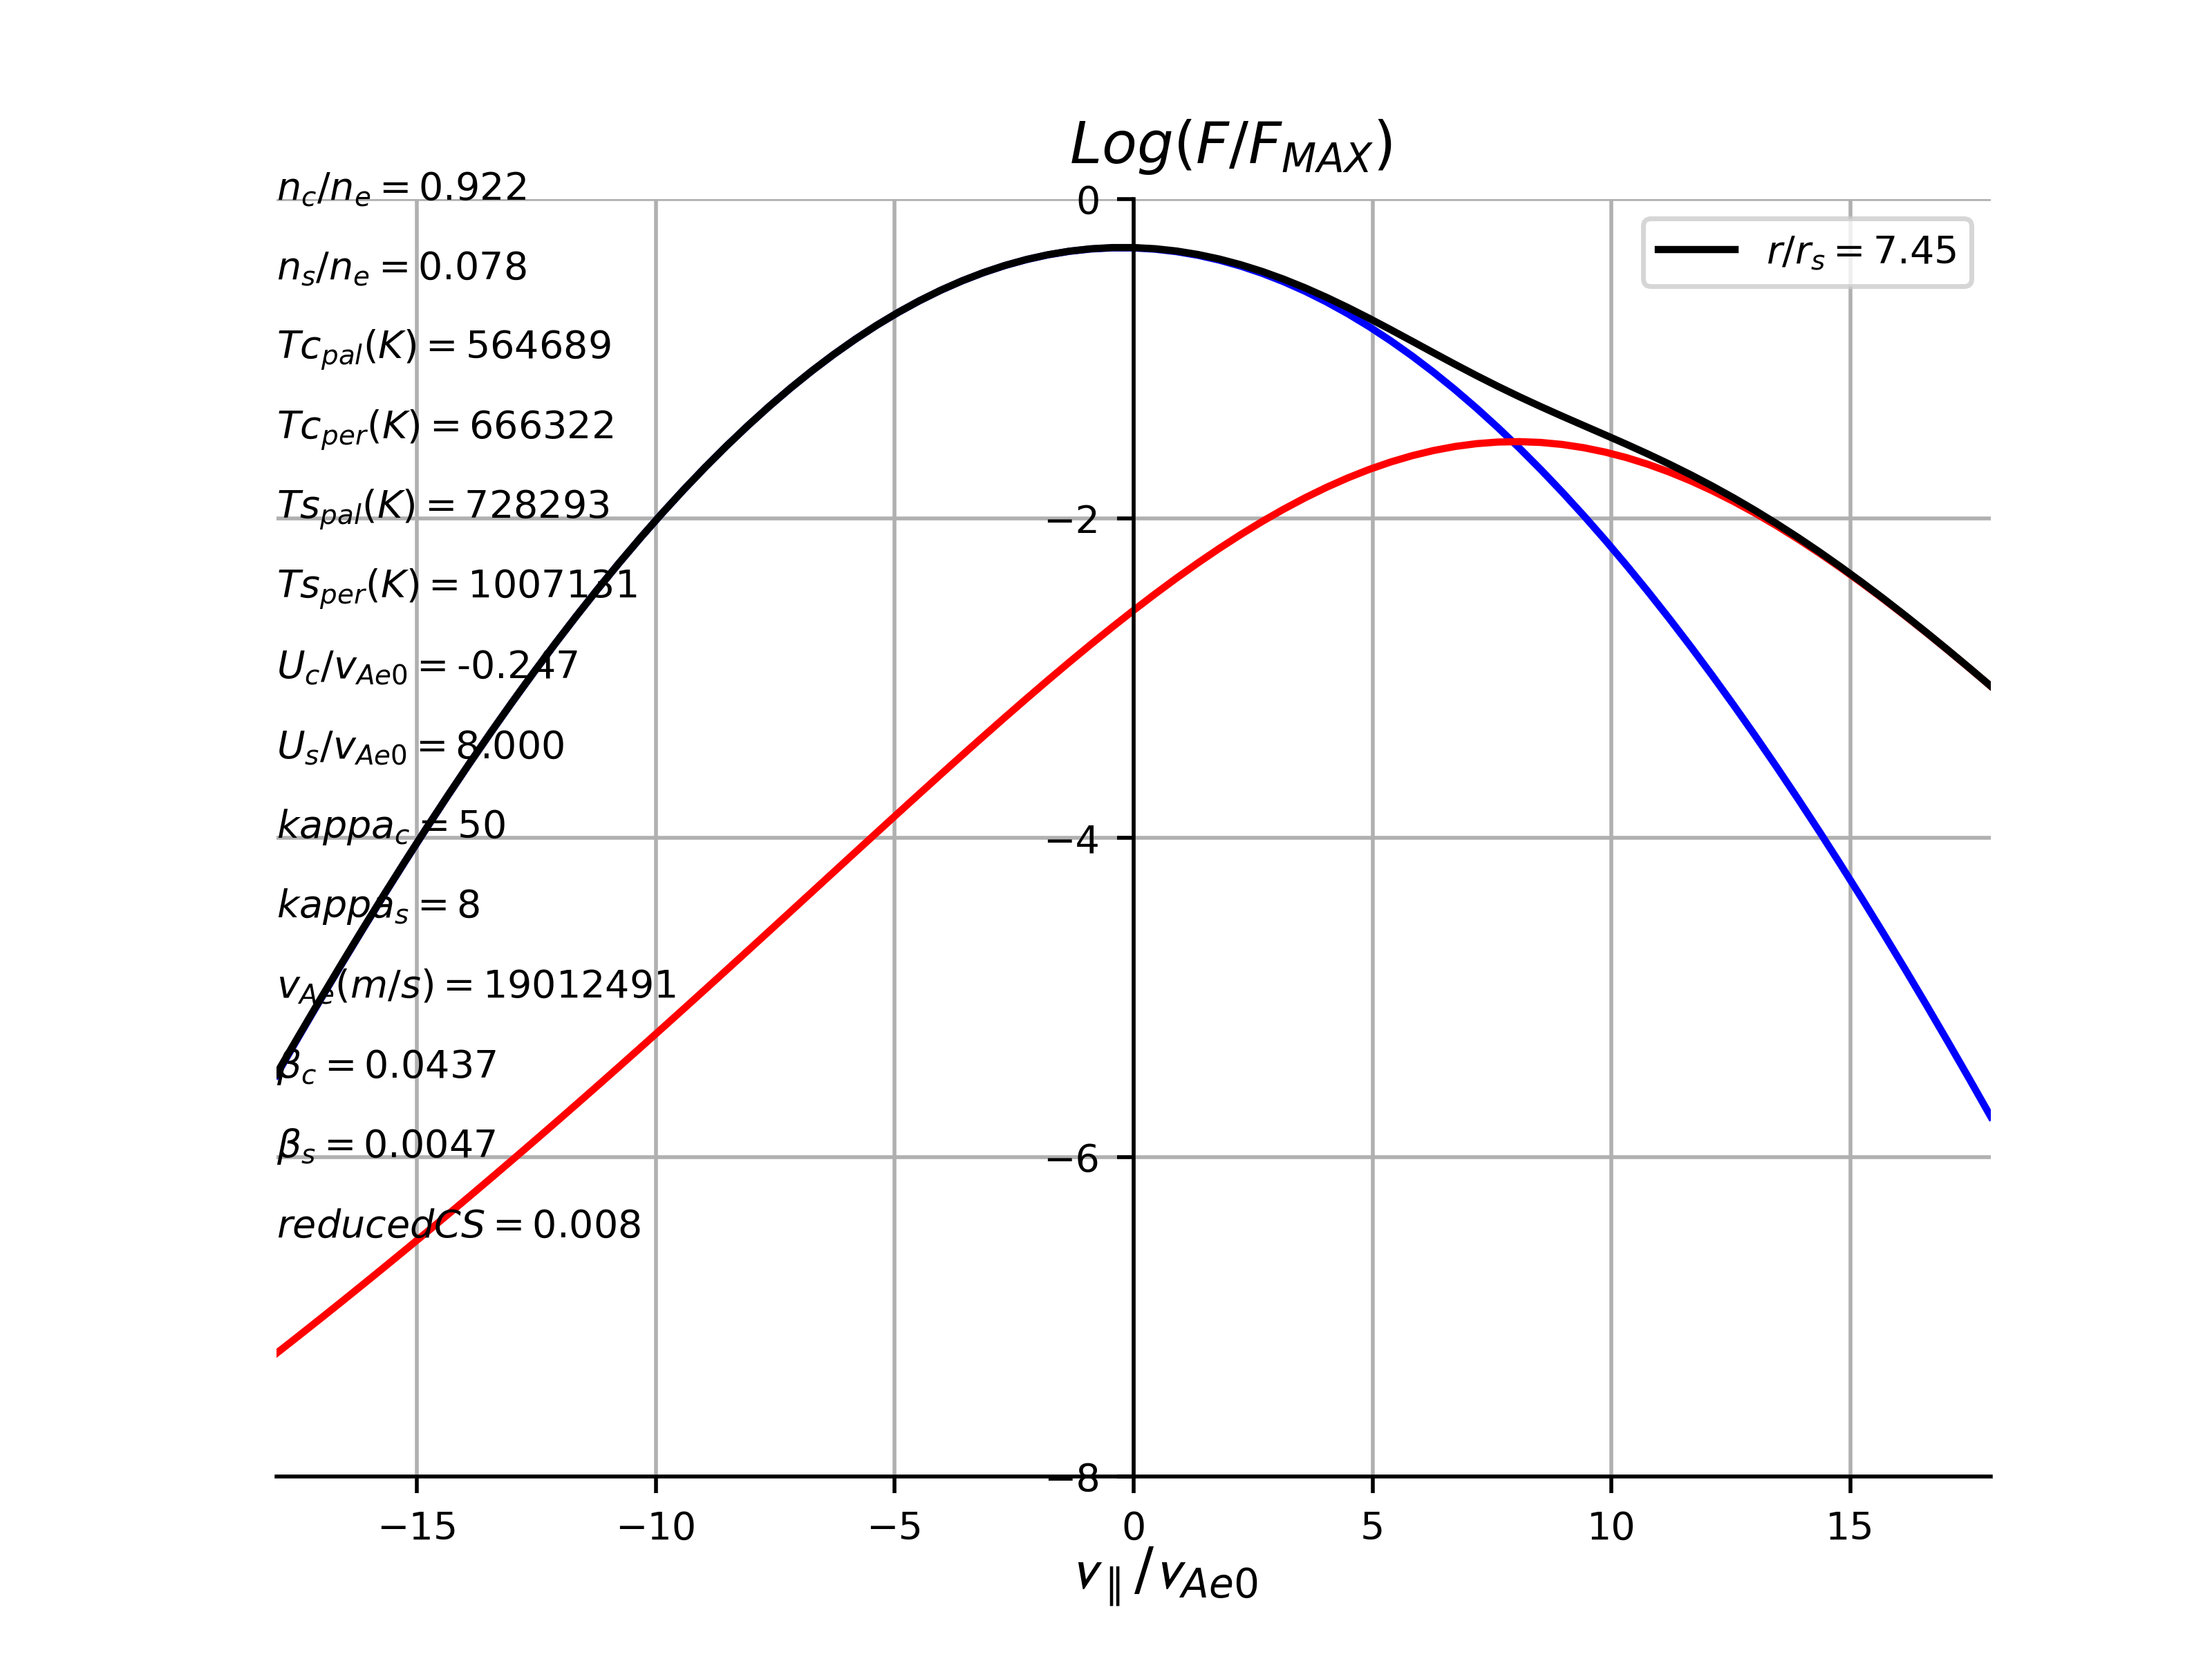 Log(F/F_MAX)
n_c/n_e = 0.922
0
n_s/n_e = 0.078
r/r_s = 7.45
Tc_pal(K) = 564689
Tc_per(K) = 666322
Ts_pal(K) = 728293
−2
Ts_per(K) = 1007131
U_c/v_Ae0 = -0.247
U_s/v_Ae0 = 8.000
kappa_c = 50
−4
kappa_s = 8
v_Ae(m/s) = 19012491
β_c = 0.0437
β_s = 0.0047
−6
reducedCS = 0.008
−8
−15 −10 −5 0 5 10 15
v_∥/v_Ae0